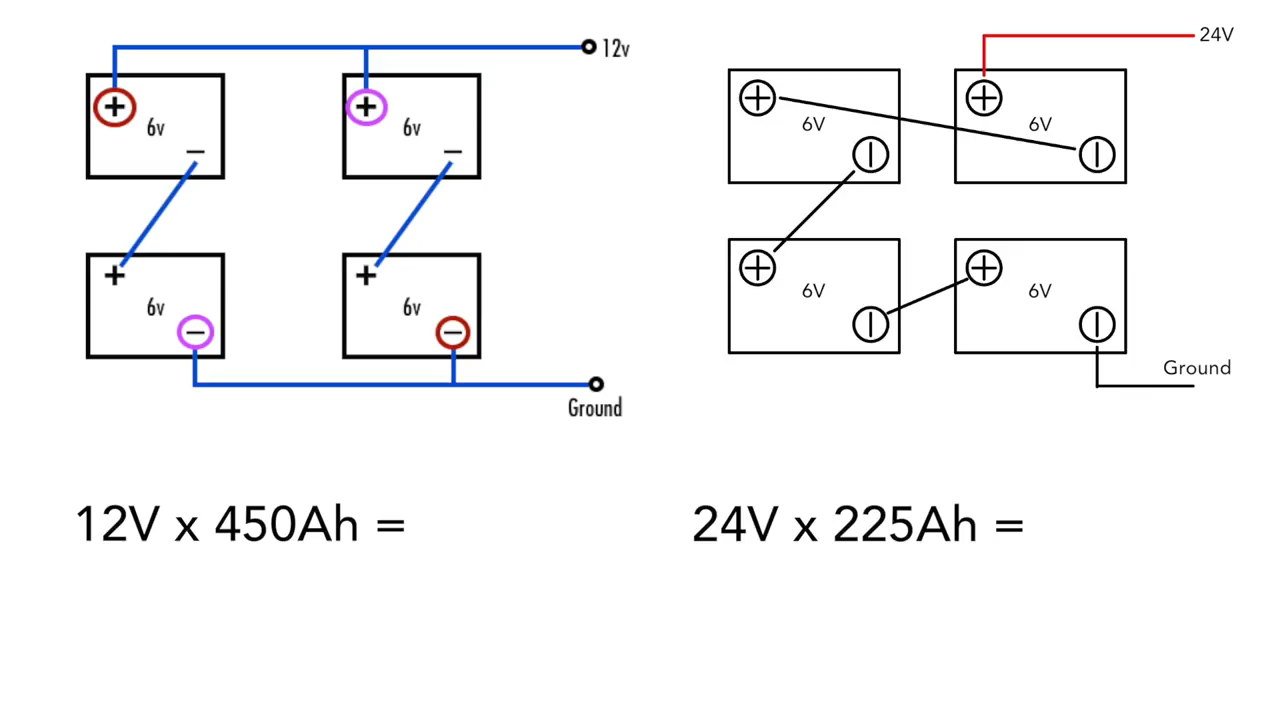 12v
+
6v
−
+
6v
−
+
6v
−
+
6v
−
Ground
12V x 450Ah =
24V
+
6V
|
+
6V
|
+
6V
|
+
6V
|
Ground
24V x 225Ah =